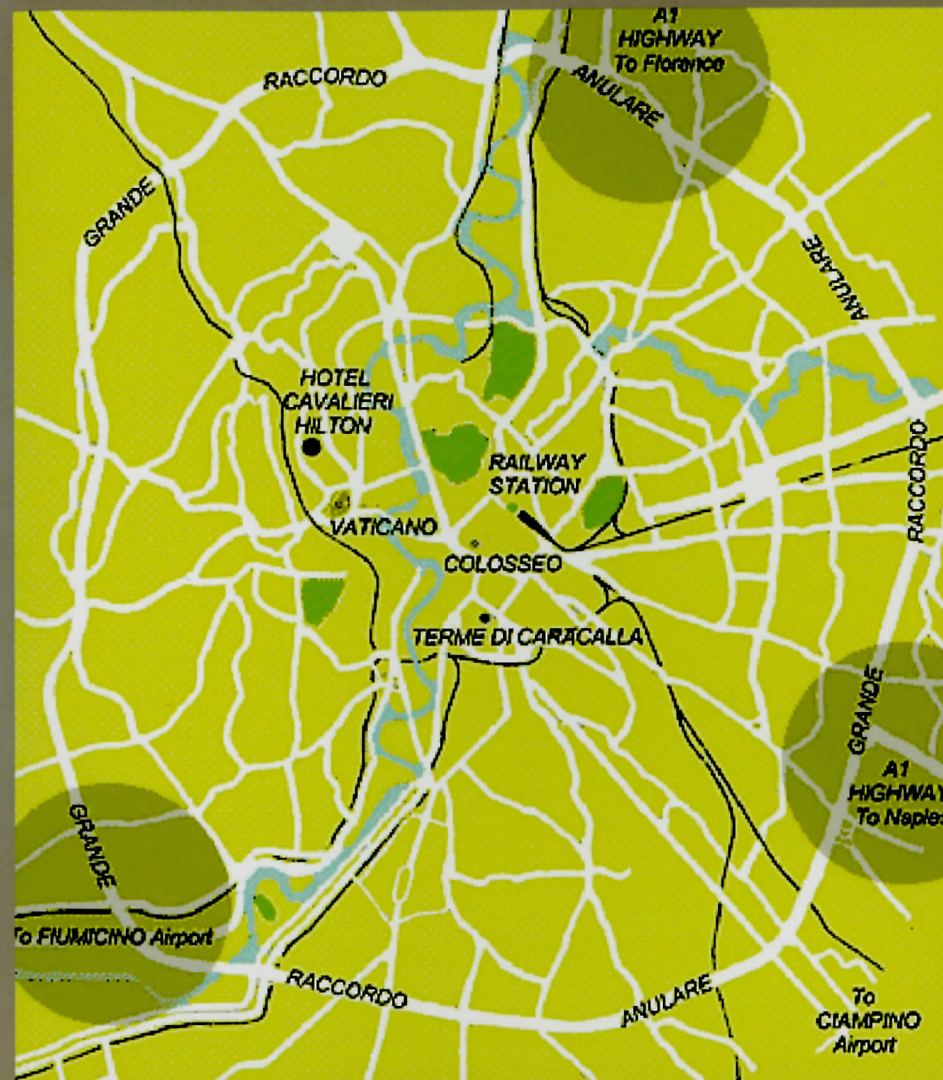 A1
HIGHWAY
To Florence
RACCORDO
ANULARE
GRANDE
ANULARE
HOTEL
CAVALIERI
HILTON
RACCORDO
RAILWAY
STATION
VATICANO
COLOSSEO
TERME DI CARACALLA
GRANDE
A1
HIGHWAY
To Naples
GRANDE
To FIUMICINO Airport
RACCORDO
ANULARE
To
CIAMPINO
Airport